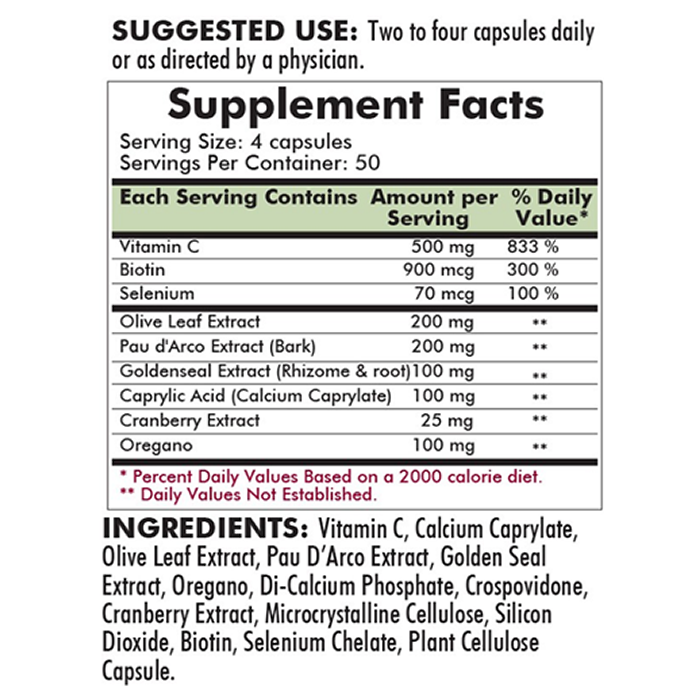 SUGGESTED USE: Two to four capsules daily
or as directed by a physician.
Supplement Facts
Serving Size: 4 capsules
Servings Per Container: 50
Each Serving Contains Amount per Serving % Daily Value*
Vitamin C 500 mg 833 %
Biotin 900 mcg 300 %
Selenium 70 mcg 100 %
Olive Leaf Extract 200 mg **
Pau d'Arco Extract (Bark) 200 mg **
Goldenseal Extract (Rhizome & root) 100 mg **
Caprylic Acid (Calcium Caprylate) 100 mg **
Cranberry Extract 25 mg **
Oregano 100 mg **
* Percent Daily Values Based on a 2000 calorie diet.
** Daily Values Not Established.
INGREDIENTS: Vitamin C, Calcium Caprylate,
Olive Leaf Extract, Pau D'Arco Extract, Golden Seal
Extract, Oregano, Di-Calcium Phosphate, Crospovidone,
Cranberry Extract, Microcrystalline Cellulose, Silicon
Dioxide, Biotin, Selenium Chelate, Plant Cellulose
Capsule.